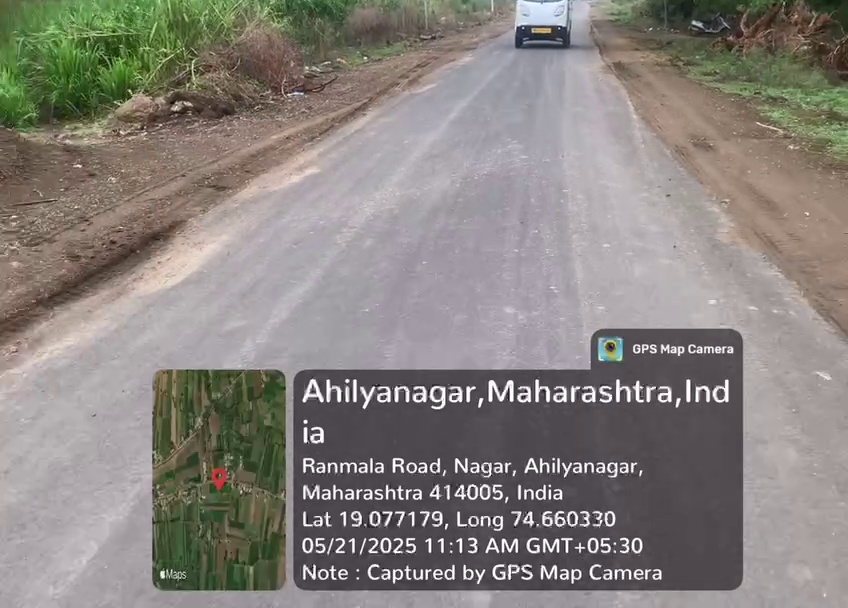 GPS Map Camera
Ahilyanagar,Maharashtra,Ind
ia
Ranmala Road, Nagar, Ahilyanagar,
Maharashtra 414005, India
Lat 19.077179, Long 74.660330
05/21/2025 11:13 AM GMT+05:30
Note : Captured by GPS Map Camera
Maps